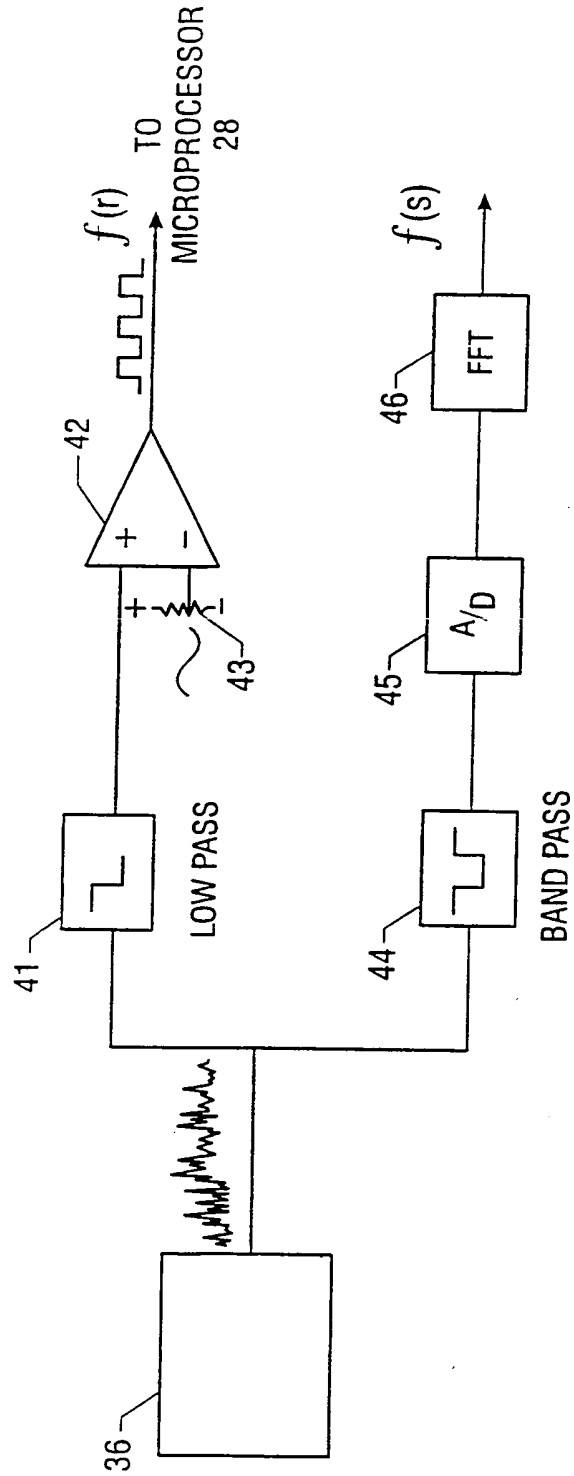 36
41
LOW PASS
42
+
−
+
−
43
f(r)
TO
MICROPROCESSOR
28
44
BAND PASS
45
A/D
46
FFT
f(s)